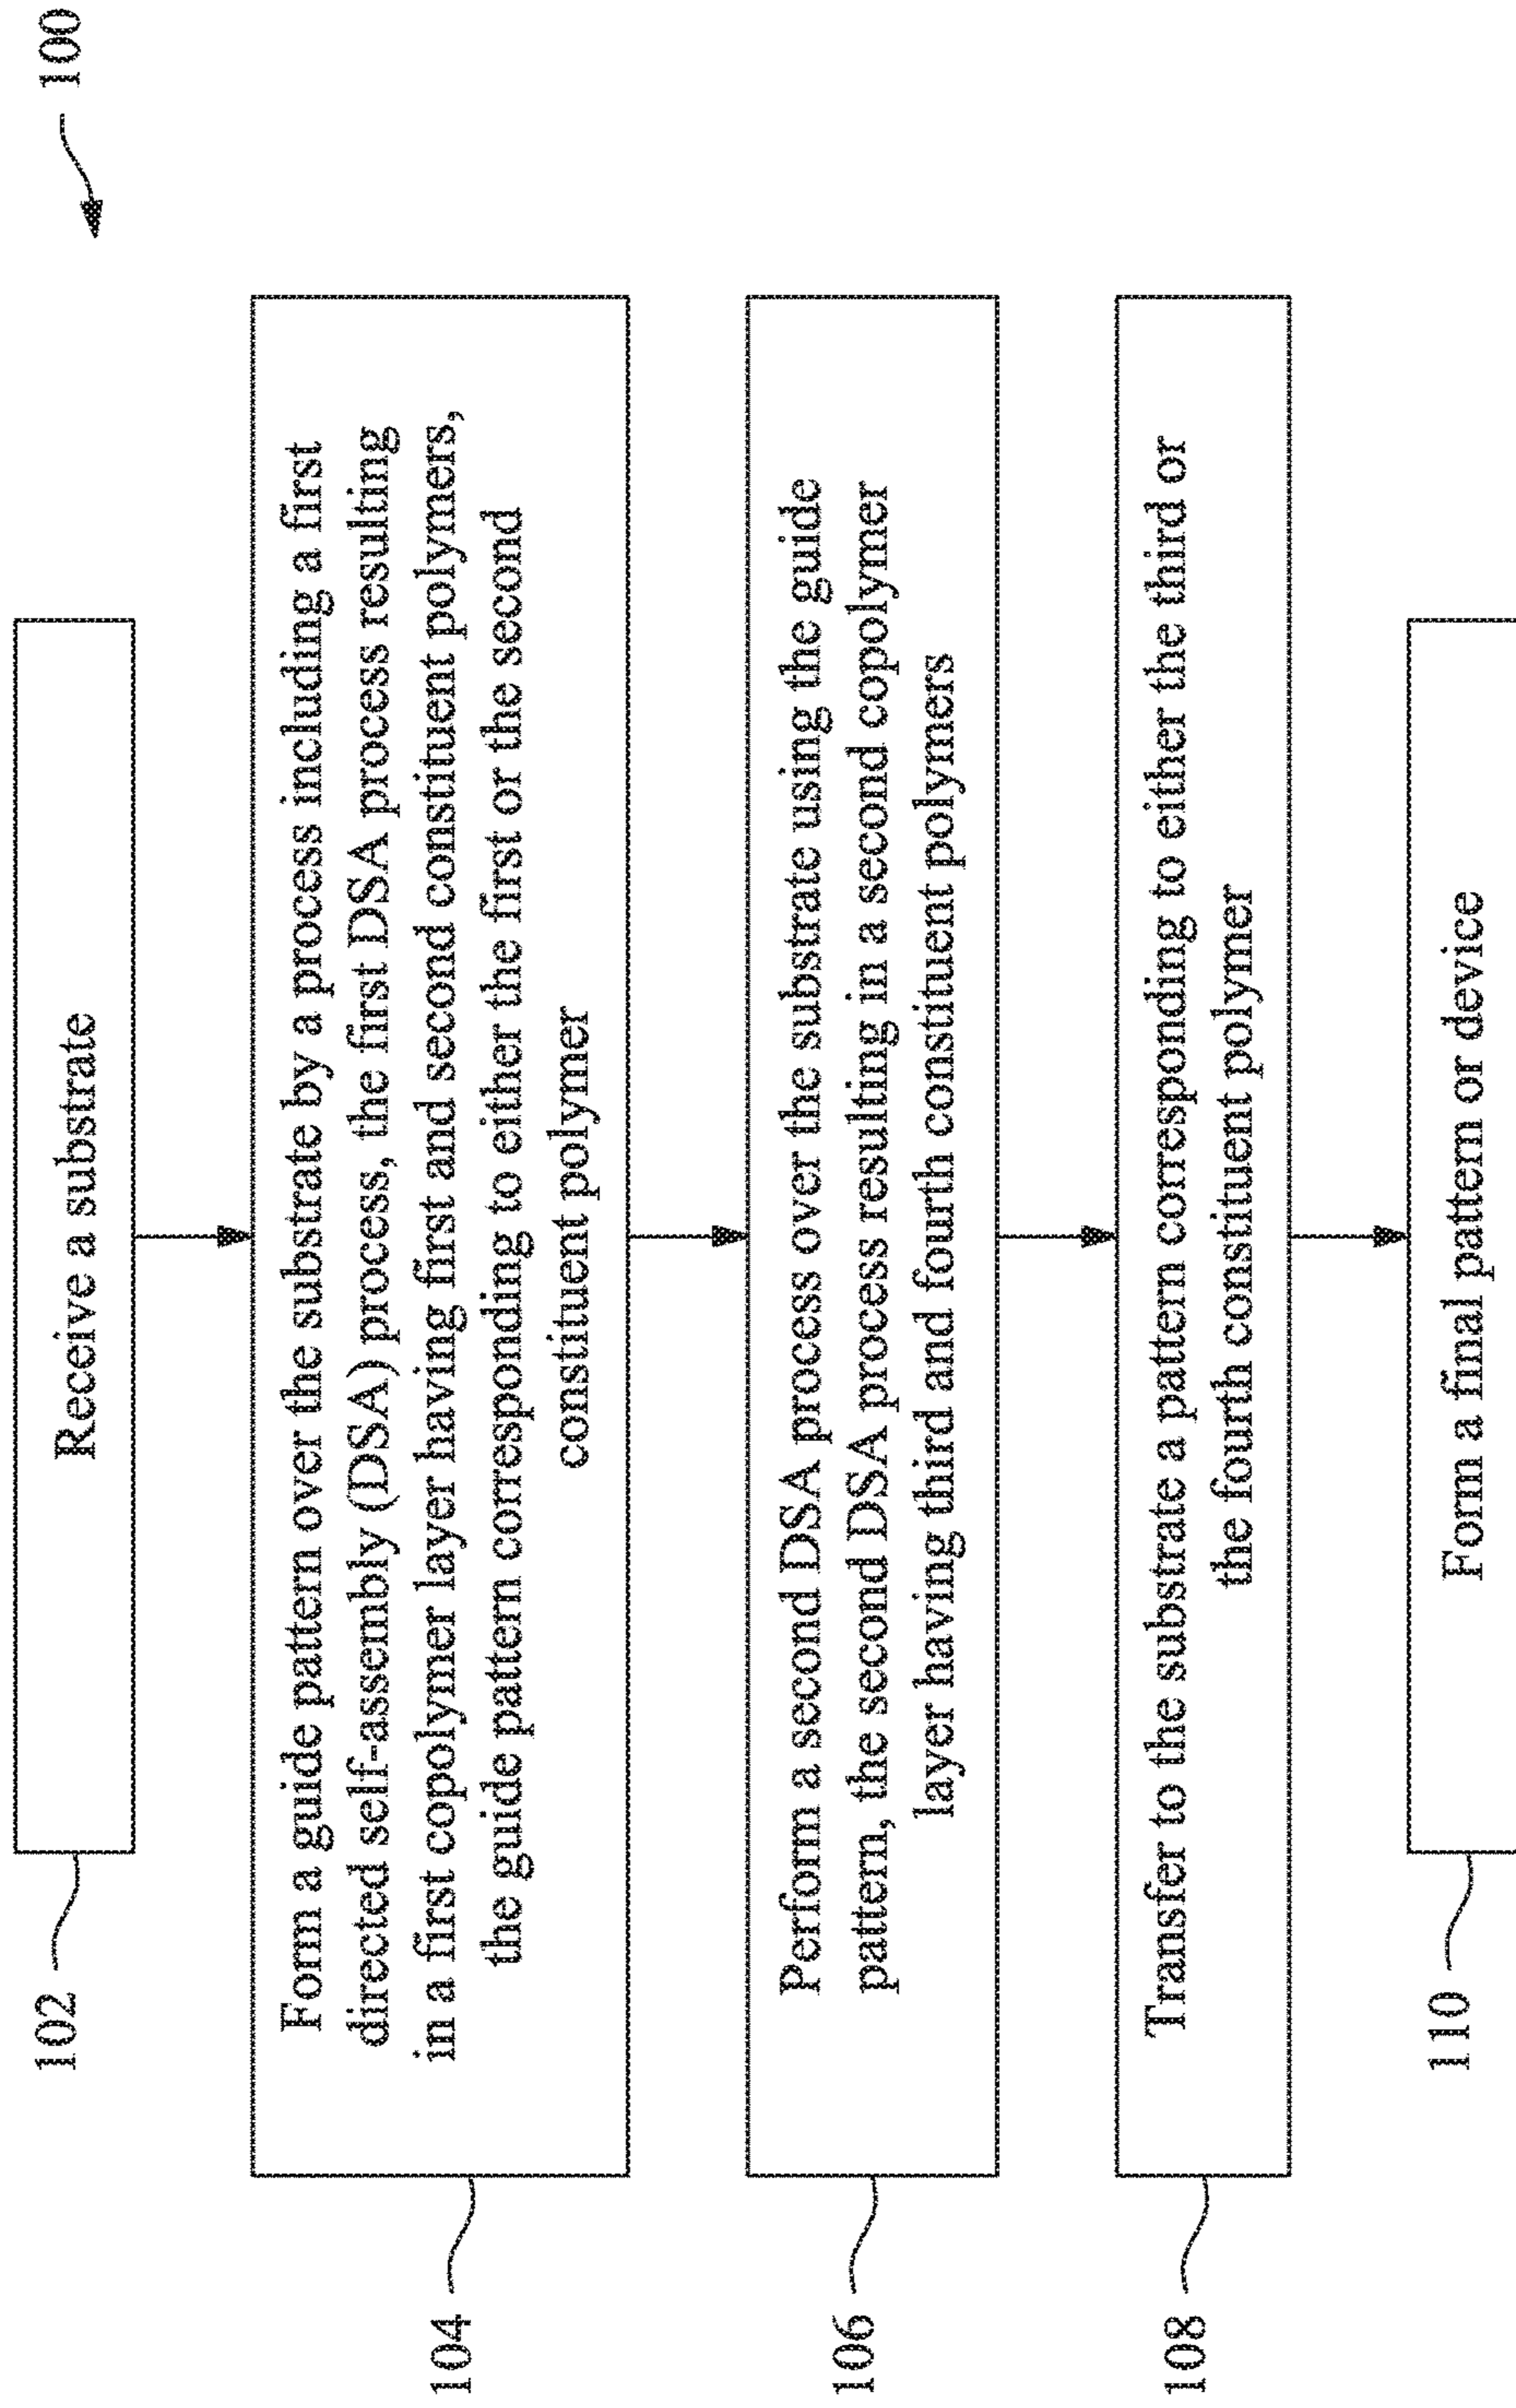 100
102
Receive a substrate
104
Form a guide pattern over the substrate by a process including a first
directed self-assembly (DSA) process, the first DSA process resulting
in a first copolymer layer having first and second constituent polymers,
the guide pattern corresponding to either the first or the second
constituent polymer
106
Perform a second DSA process over the substrate using the guide
pattern, the second DSA process resulting in a second copolymer
layer having third and fourth constituent polymers
108
Transfer to the substrate a pattern corresponding to either the third or
the fourth constituent polymer
110
Form a final pattern or device